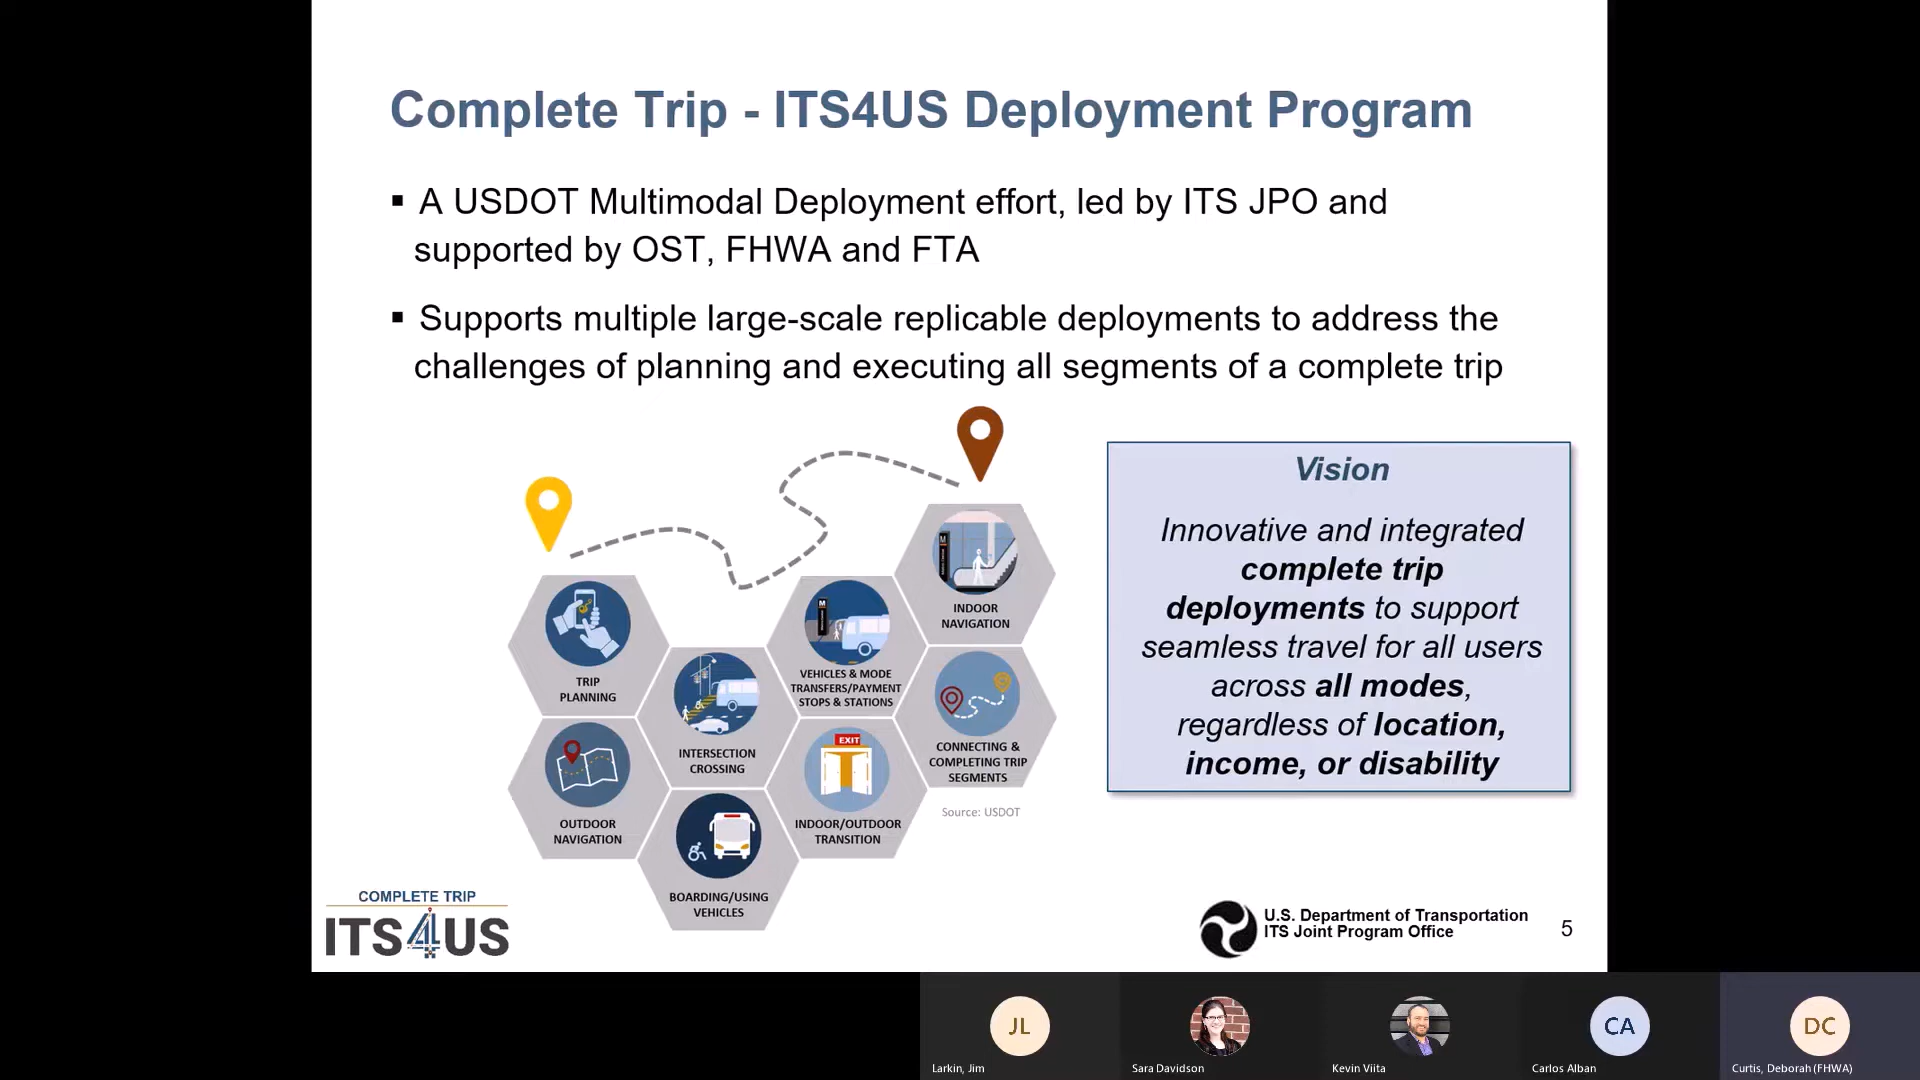 Complete Trip - ITS4US Deployment Program
▪ A USDOT Multimodal Deployment effort, led by ITS JPO and
supported by OST, FHWA and FTA
▪ Supports multiple large-scale replicable deployments to address the
challenges of planning and executing all segments of a complete trip
TRIP
PLANNING
OUTDOOR
NAVIGATION
INTERSECTION
CROSSING
BOARDING/USING
VEHICLES
M
VEHICLES & MODE
TRANSFERS/PAYMENT
STOPS & STATIONS
EXIT
INDOOR/OUTDOOR
TRANSITION
M
INDOOR
NAVIGATION
CONNECTING &
COMPLETING TRIP
SEGMENTS
Source: USDOT
Vision
Innovative and integrated
complete trip
deployments to support
seamless travel for all users
across all modes,
regardless of location,
income, or disability
COMPLETE TRIP
ITS4US
U.S. Department of Transportation
ITS Joint Program Office
5
JL
Larkin, Jim
Sara Davidson
Kevin Viita
CA
Carlos Alban
DC
Curtis, Deborah (FHWA)